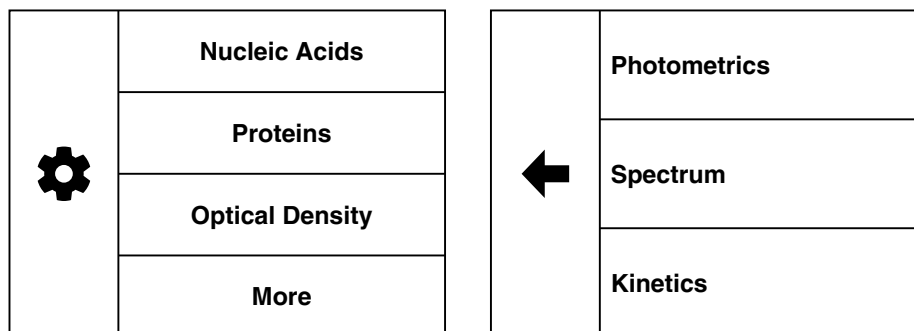 Nucleic Acids
Proteins
Optical Density
More
Photometrics
Spectrum
Kinetics